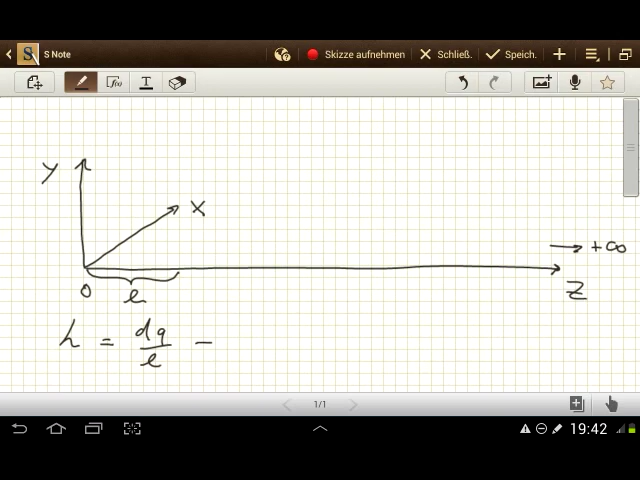 S Note
Skizze aufnehmen
Schließ.
Speich.
f(x)
T
y
x
→ +∞
0
l
z
h = dq/l –
1/1
19:42